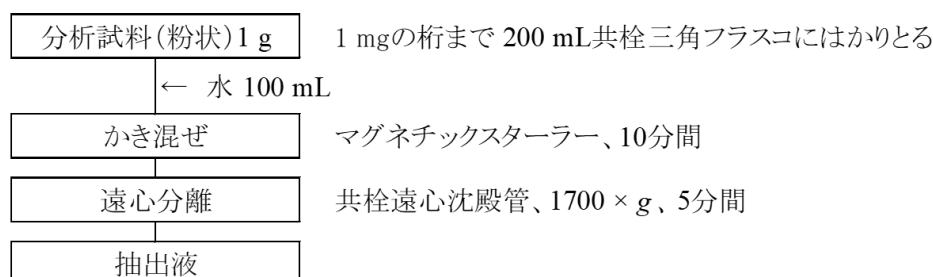 分析試料(粉状)1 g 1 mgの桁まで 200 mL共栓三角フラスコにはかりとる
← 水 100 mL
かき混ぜ マグネチックスターラー、10分間
遠心分離 共栓遠心沈殿管、1700 × g、5分間
抽出液